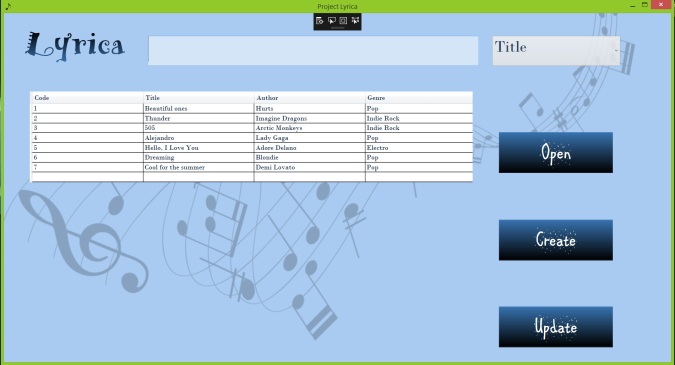 Project Lyrica
Lyrica
Title
Code Title Author Genre
1 Beautiful ones Hurts Pop
2 Thunder Imagine Dragons Indie Rock
3 505 Arctic Monkeys Indie Rock
4 Alejandro Lady Gaga Pop
5 Hello, I Love You Adore Delano Electro
6 Dreaming Blondie Pop
7 Cool for the summer Demi Lovato Pop
Open
Create
Update